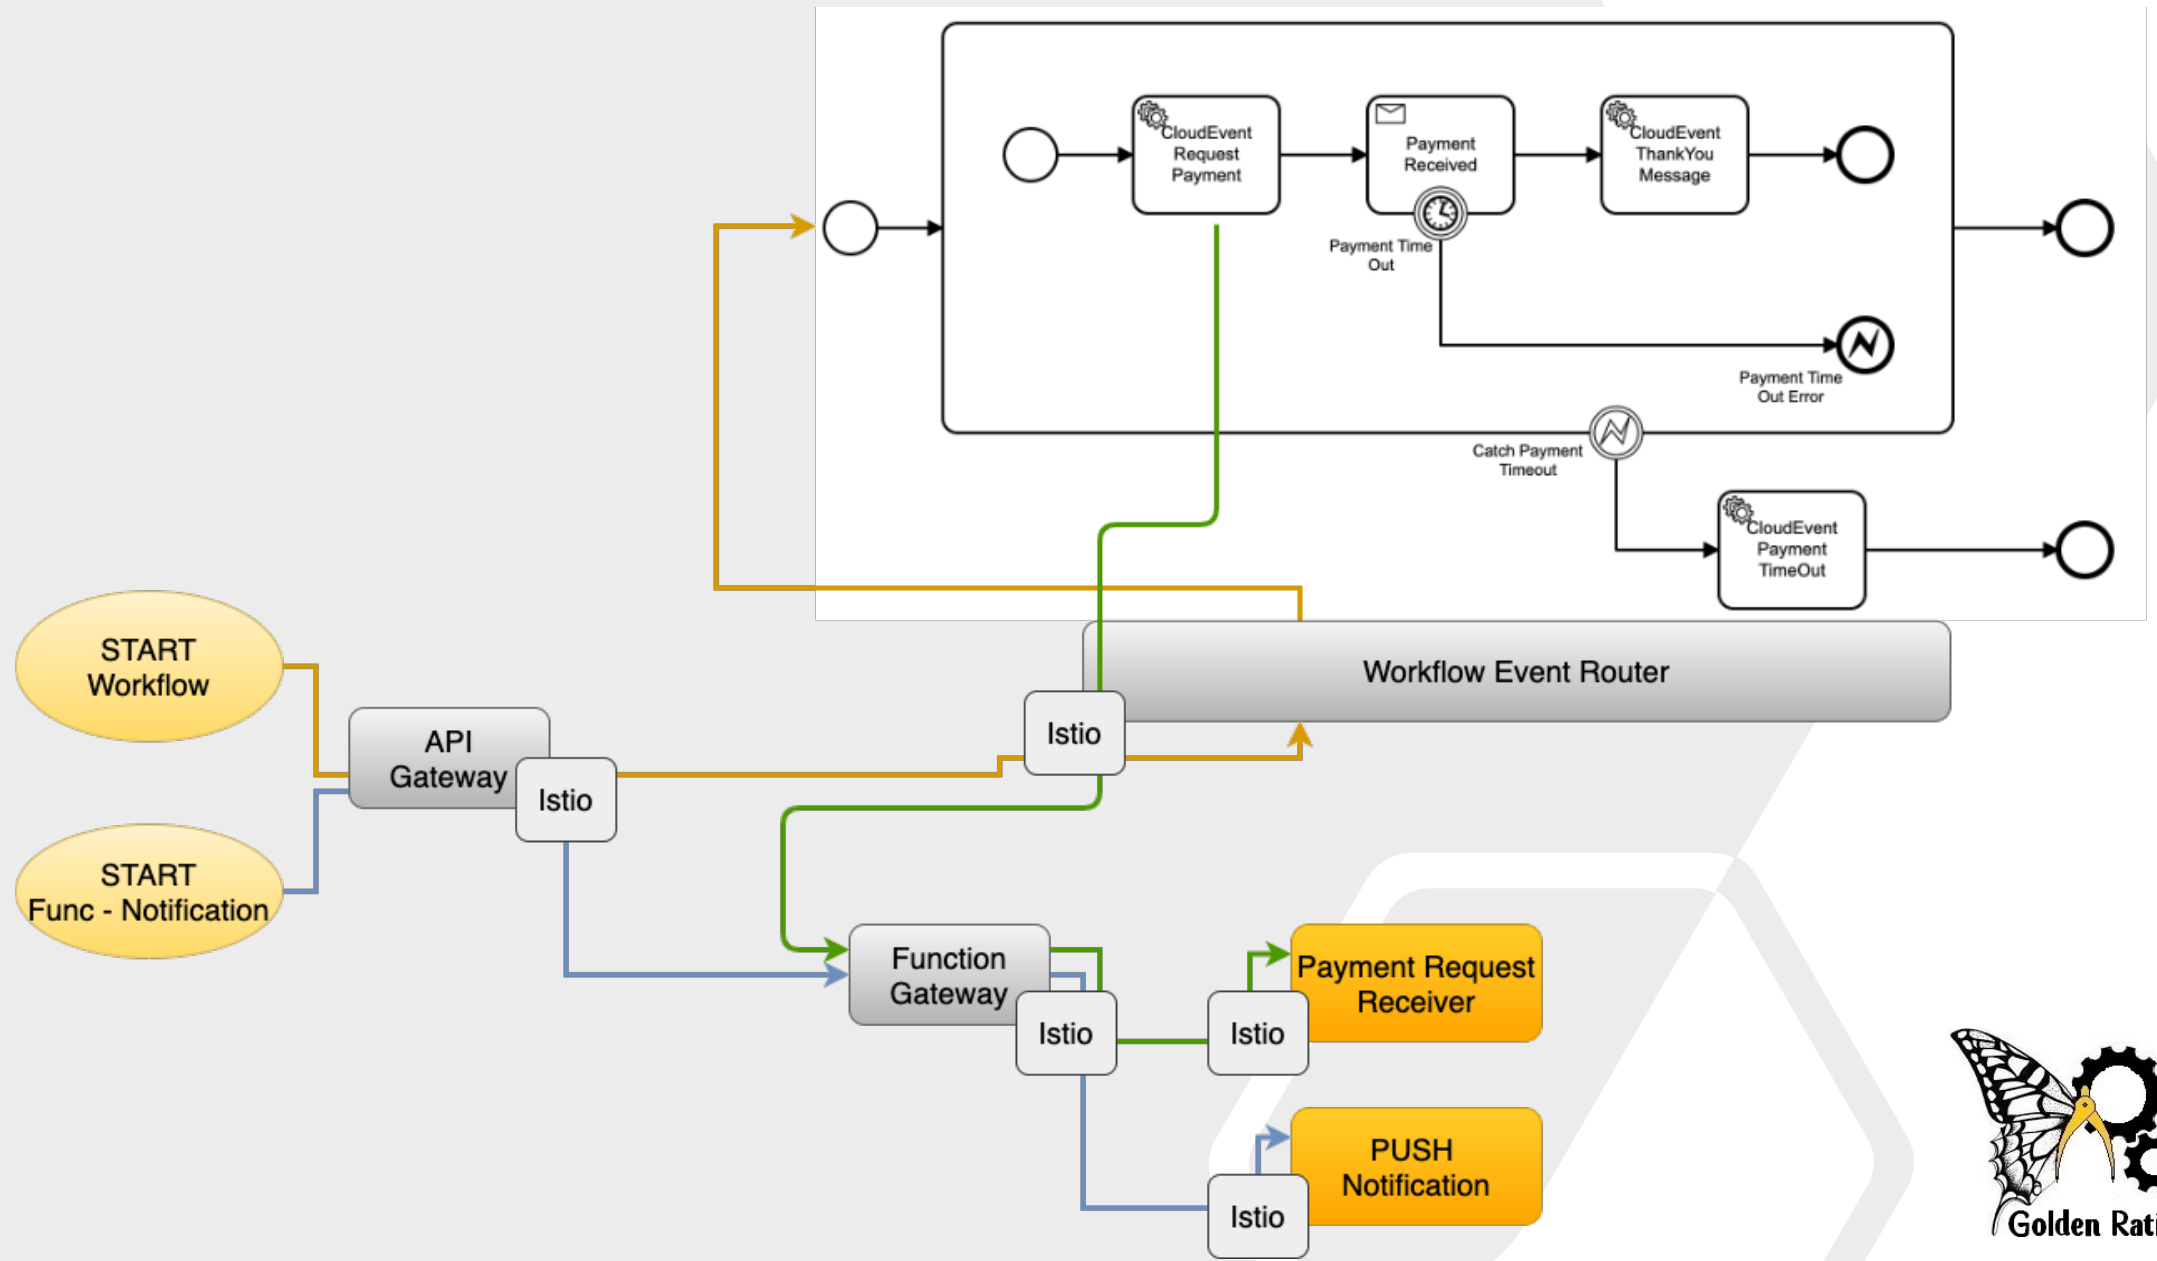 CloudEvent
Request
Payment
Payment
Received
CloudEvent
ThankYou
Message
Payment Time
Out
Payment Time
Out Error
Catch Payment
Timeout
CloudEvent
Payment
TimeOut
START
Workflow
Workflow Event Router
API
Gateway
Istio
Istio
START
Func - Notification
Function
Gateway
Istio
Istio
Payment Request
Receiver
PUSH
Notification
Istio
Golden Rati